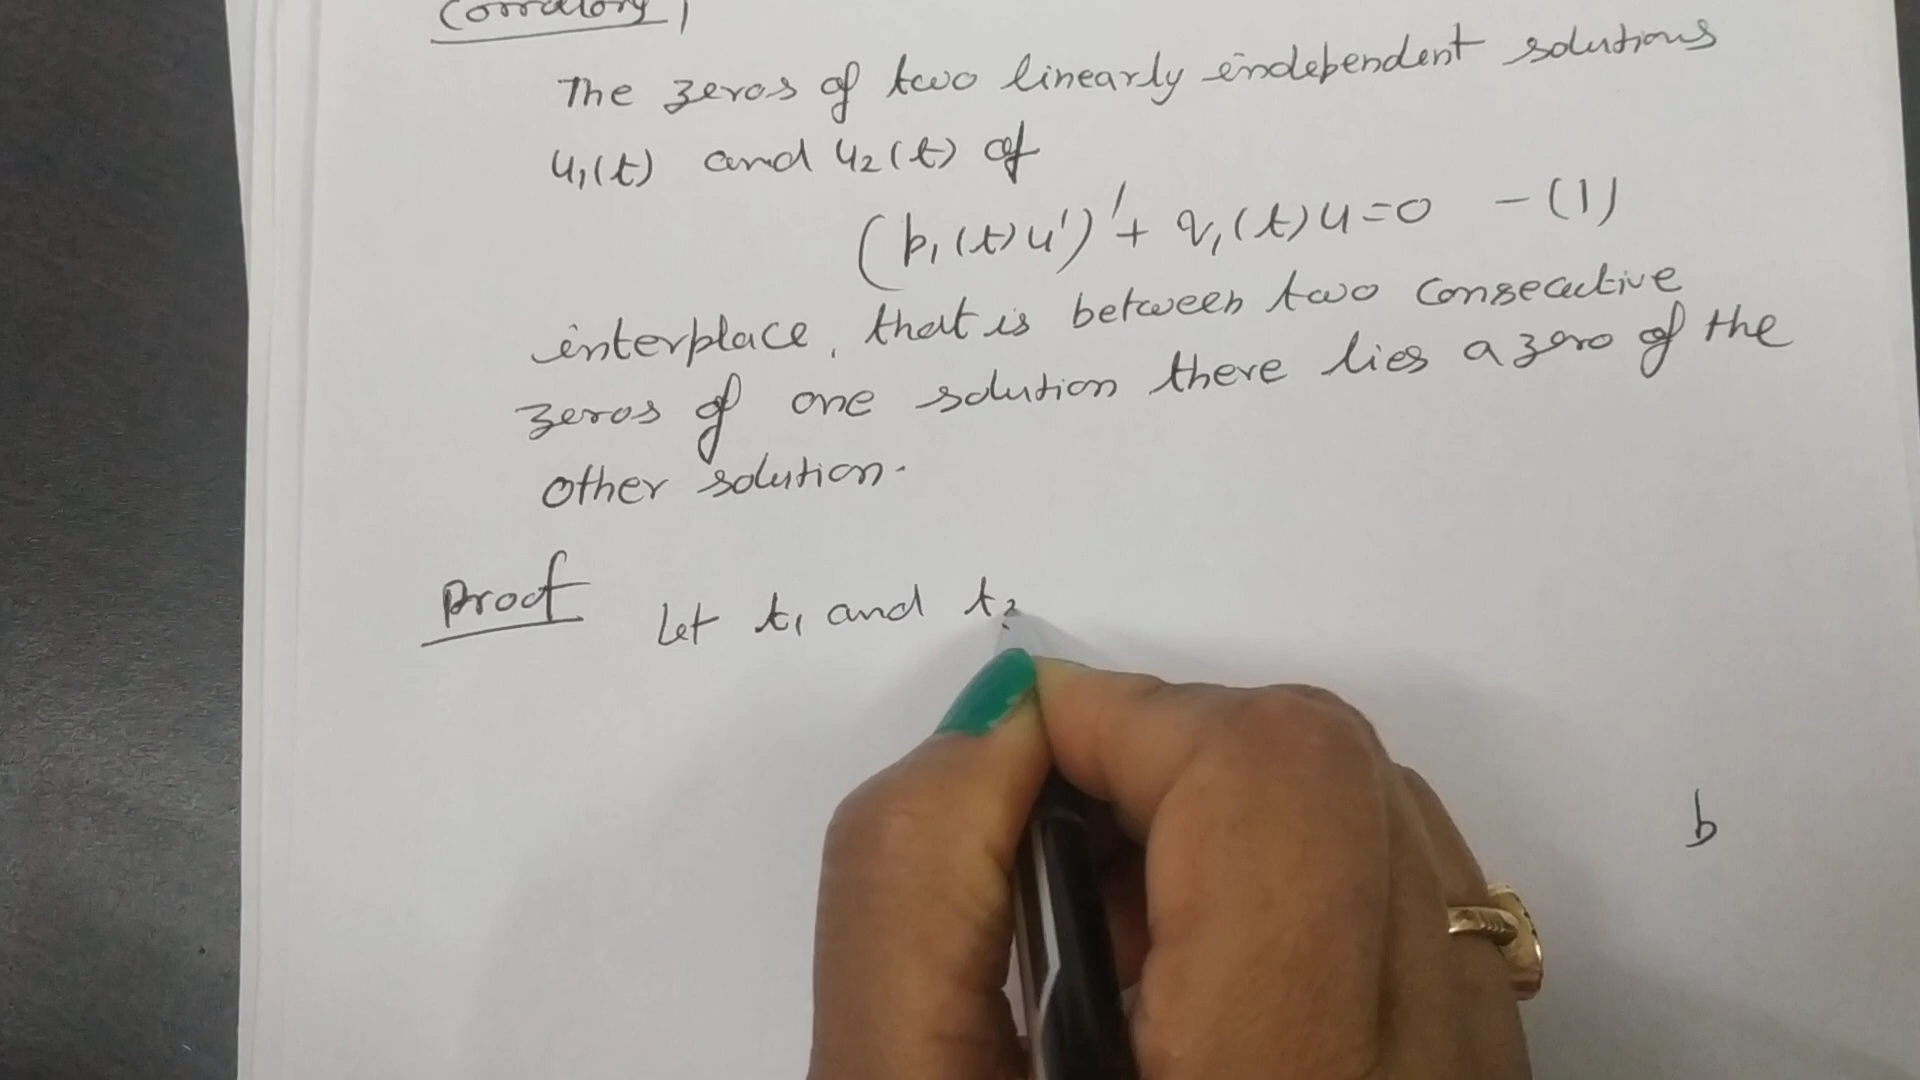 Corollary,
The zeros of two linearly independent solutions
u₁(t) and u₂(t) of
(p₁(t)u')' + q₁(t)u=0 -(1)
interplace, that is between two consecutive
zeros of one solution there lies a zero of the
other solution.
Proof Let t₁ and t₂
b